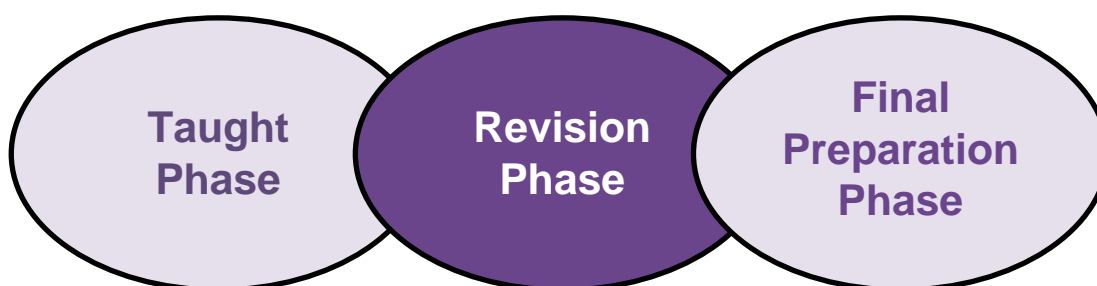 Taught
Phase
Revision
Phase
Final
Preparation
Phase